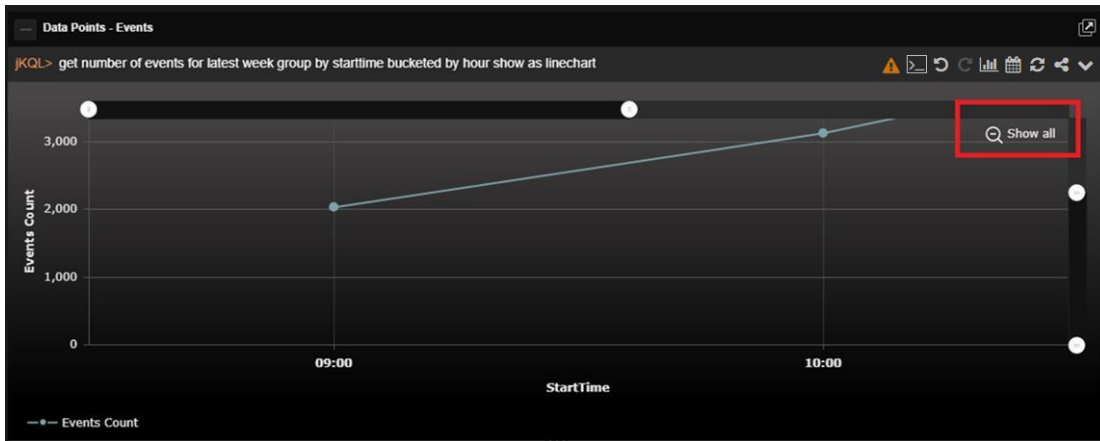 Data Points - Events
jKQL> get number of events for latest week group by starttime bucketed by hour show as linechart
Show all
3,000
2,000
1,000
0
Events Count
09:00
10:00
StartTime
Events Count